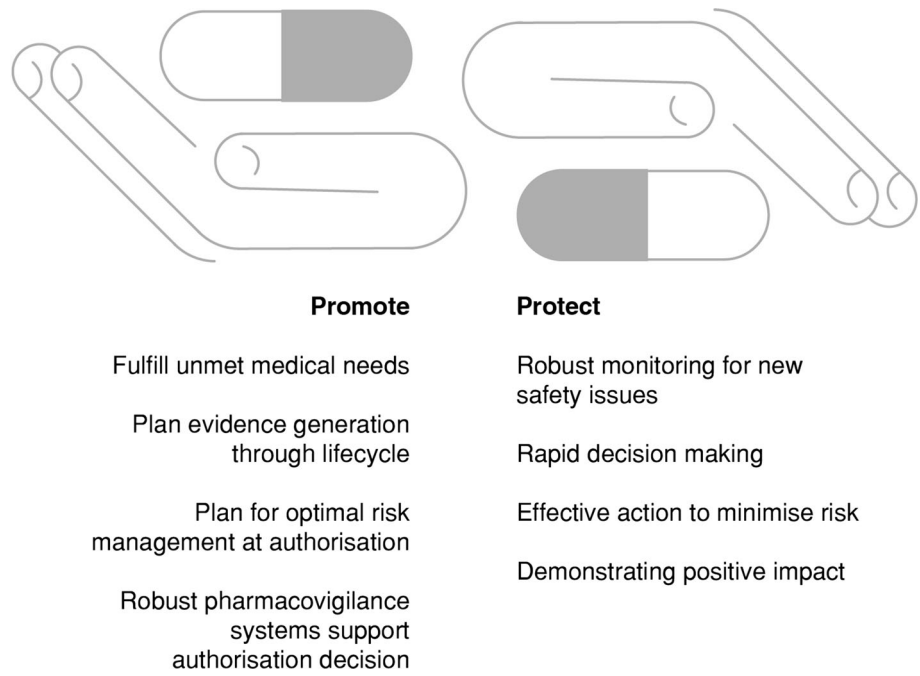 Promote
Fulfill unmet medical needs
Plan evidence generation
through lifecycle
Plan for optimal risk
management at authorisation
Robust pharmacovigilance
systems support
authorisation decision
Protect
Robust monitoring for new
safety issues
Rapid decision making
Effective action to minimise risk
Demonstrating positive impact